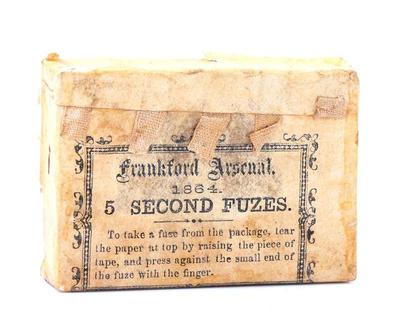 Frankford Arsenal.
1864.
5 SECOND FUZES.
To take a fuse from the package, tear
the paper at top by raising the piece of
tape, and press against the small end of
the fuze with the finger.